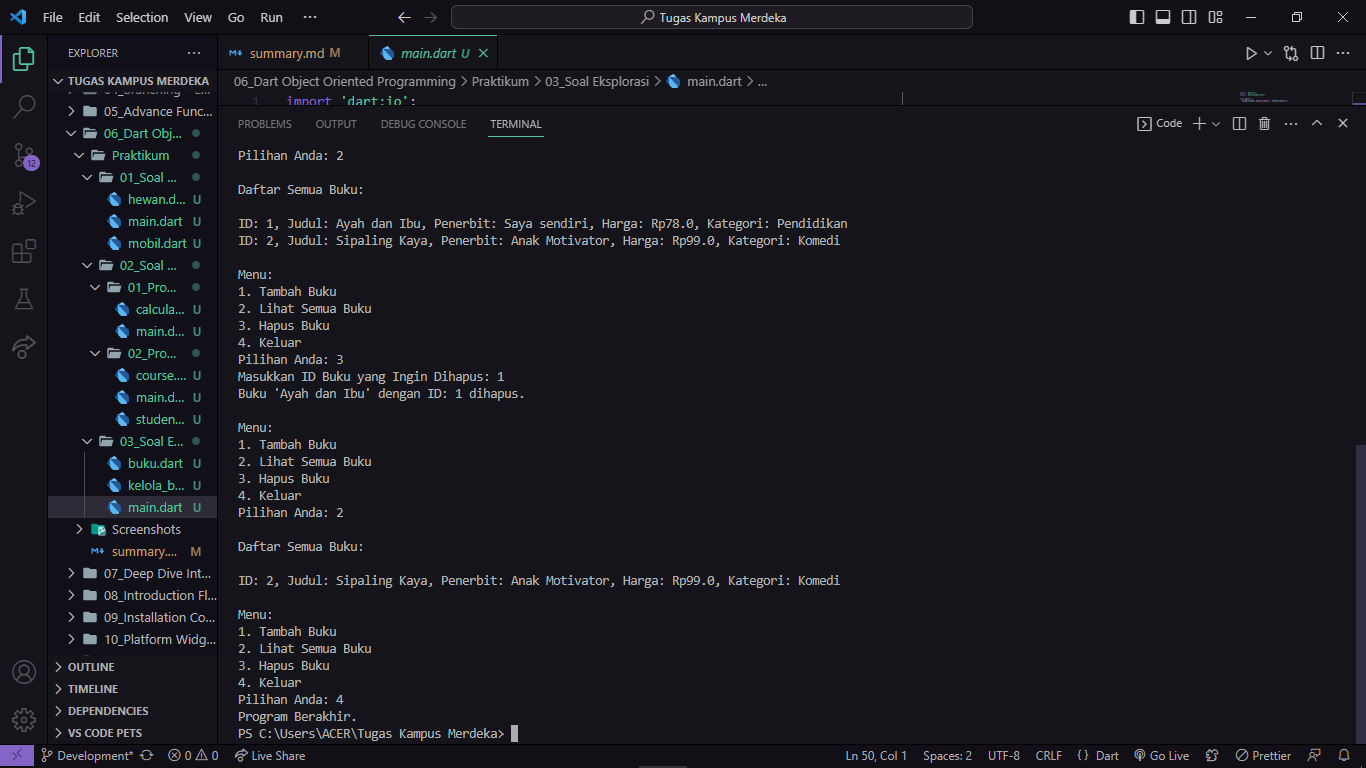 File Edit Selection View Go Run ··· Tugas Kampus Merdeka
EXPLORER ···
TUGAS KAMPUS MERDEKA
05_Advance Func...
06_Dart Obj...
Praktikum
01_Soal ...
hewan.d... U
main.dart U
mobil.dart U
02_Soal ...
01_Pro...
calcula... U
main.d... U
02_Pro...
course.... U
main.d... U
studen... U
03_Soal E...
buku.dart U
kelola_b... U
main.dart U
Screenshots
summary.... M
07_Deep Dive Int...
08_Introduction Fl...
09_Installation Co...
10_Platform Widg...
OUTLINE
TIMELINE
DEPENDENCIES
VS CODE PETS
12
summary.md M main.dart U
06_Dart Object Oriented Programming > Praktikum > 03_Soal Eksplorasi > main.dart > ...
1 import 'dart:io';
PROBLEMS OUTPUT DEBUG CONSOLE TERMINAL Code
Pilihan Anda: 2
Daftar Semua Buku:
ID: 1, Judul: Ayah dan Ibu, Penerbit: Saya sendiri, Harga: Rp78.0, Kategori: Pendidikan
ID: 2, Judul: Sipaling Kaya, Penerbit: Anak Motivator, Harga: Rp99.0, Kategori: Komedi
Menu:
1. Tambah Buku
2. Lihat Semua Buku
3. Hapus Buku
4. Keluar
Pilihan Anda: 3
Masukkan ID Buku yang Ingin Dihapus: 1
Buku 'Ayah dan Ibu' dengan ID: 1 dihapus.
Menu:
1. Tambah Buku
2. Lihat Semua Buku
3. Hapus Buku
4. Keluar
Pilihan Anda: 2
Daftar Semua Buku:
ID: 2, Judul: Sipaling Kaya, Penerbit: Anak Motivator, Harga: Rp99.0, Kategori: Komedi
Menu:
1. Tambah Buku
2. Lihat Semua Buku
3. Hapus Buku
4. Keluar
Pilihan Anda: 4
Program Berakhir.
PS C:\Users\ACER\Tugas Kampus Merdeka>
Development* 0 0 Live Share Ln 50, Col 1 Spaces: 2 UTF-8 CRLF { } Dart Go Live Prettier